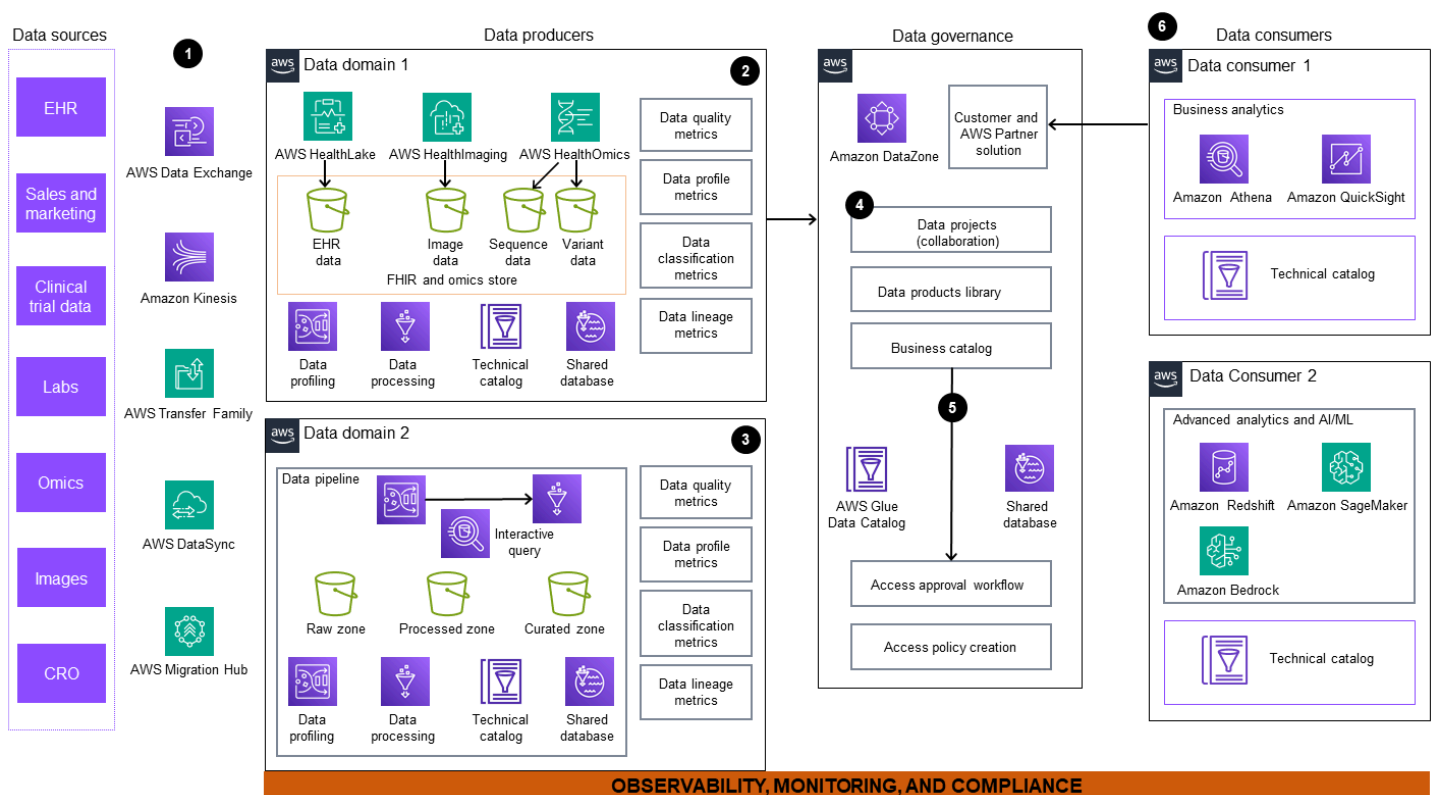 Data sources
EHR
Sales and
marketing
Clinical
trial data
Labs
Omics
Images
CRO
1
AWS Data Exchange
Amazon Kinesis
AWS Transfer Family
AWS DataSync
AWS Migration Hub
Data producers
aws
Data domain 1
2
AWS HealthLake
AWS HealthImaging
AWS HealthOmics
EHR
data
Image
data
Sequence
data
Variant
data
FHIR and omics store
Data
profiling
Data
processing
Technical
catalog
Shared
database
Data quality
metrics
Data profile
metrics
Data
classification
metrics
Data lineage
metrics
aws
Data domain 2
3
Data pipeline
Interactive
query
Raw zone
Processed zone
Curated zone
Data
profiling
Data
processing
Technical
catalog
Shared
database
Data quality
metrics
Data profile
metrics
Data
classification
metrics
Data lineage
metrics
Data governance
aws
Amazon DataZone
Customer and
AWS Partner
solution
4
Data projects
(collaboration)
Data products library
Business catalog
5
AWS Glue
Data Catalog
Shared
database
Access approval workflow
Access policy creation
6
Data consumers
aws
Data consumer 1
Business analytics
Amazon Athena
Amazon QuickSight
Technical catalog
aws
Data Consumer 2
Advanced analytics and AI/ML
Amazon Redshift
Amazon SageMaker
Amazon Bedrock
Technical catalog
OBSERVABILITY, MONITORING, AND COMPLIANCE